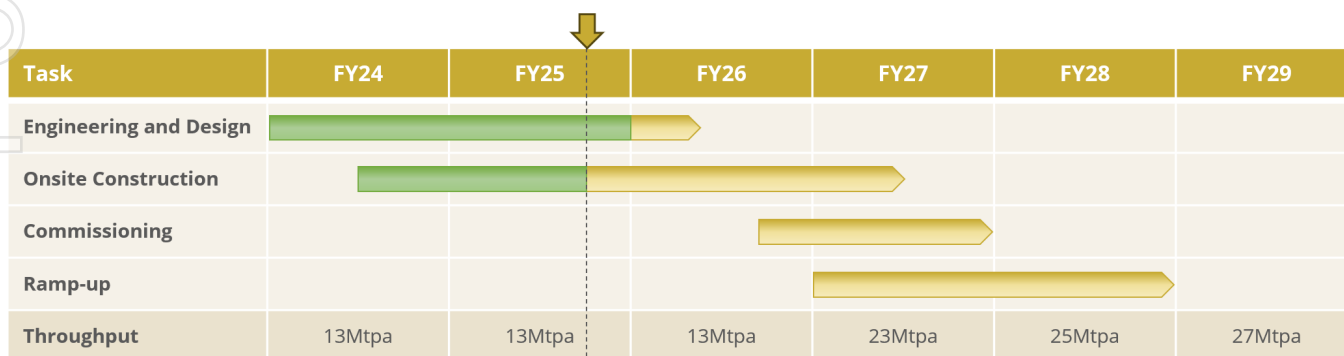 Task FY24 FY25 FY26 FY27 FY28 FY29
Engineering and Design
Onsite Construction
Commissioning
Ramp-up
Throughput 13Mtpa 13Mtpa 13Mtpa 23Mtpa 25Mtpa 27Mtpa